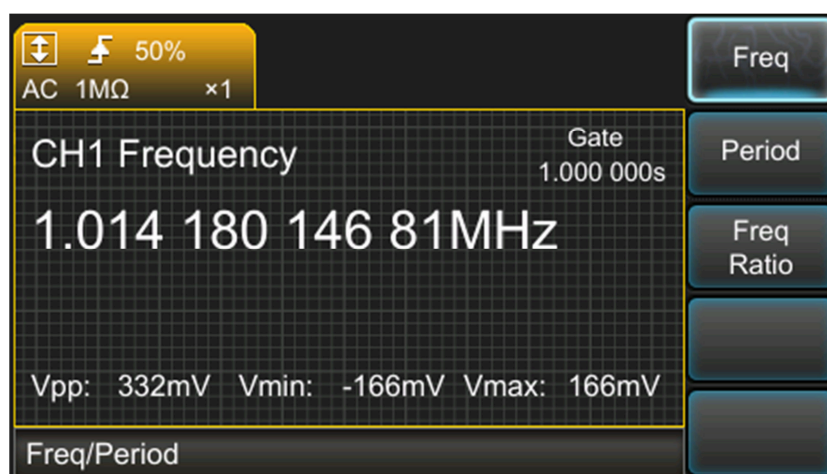 50%
AC 1MΩ ×1
CH1 Frequency
Gate
1.000 000s
1.014 180 146 81MHz
Vpp: 332mV Vmin: -166mV Vmax: 166mV
Freq/Period
Freq
Period
Freq
Ratio